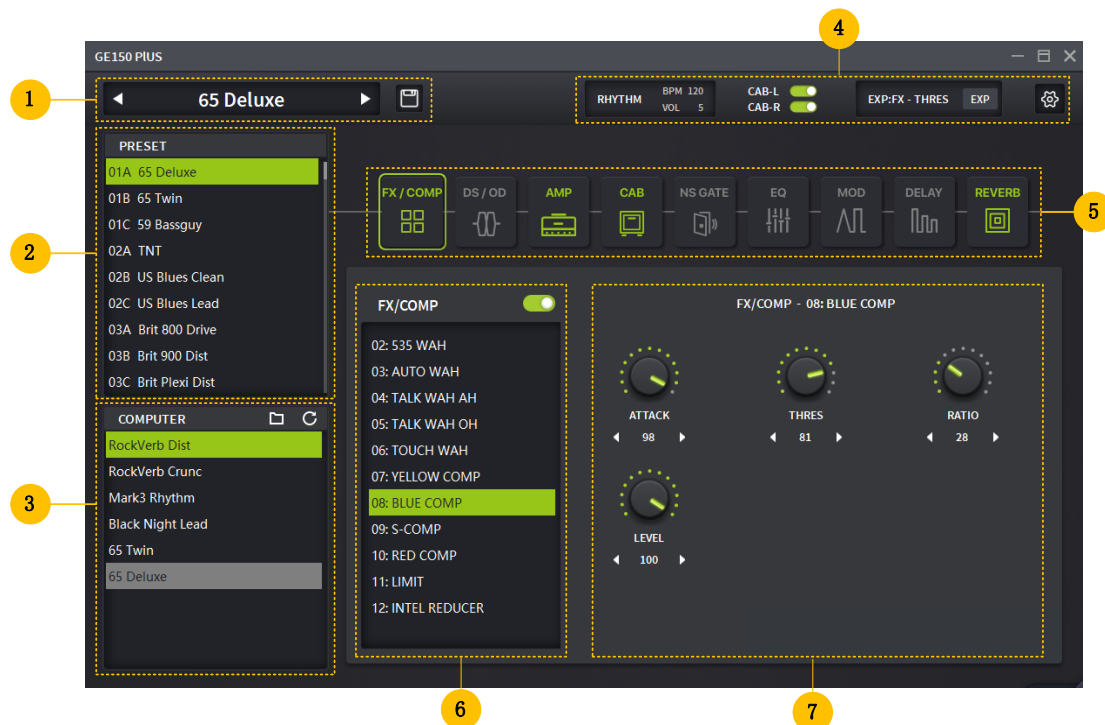 4
GE150 PlUS
1
65 Deluxe
RHYTHM
BPM 120
VOL 5
CAB-L
CAB-R
EXP:FX - THRES
EXP
PRESET
01A 65 Deluxe
01B 65 Twin
01C 59 Bassguy
02A TNT
02B US Blues Clean
02C US Blues Lead
03A Brit 800 Drive
03B Brit 900 Dist
03C Brit Plexi Dist
2
FX / COMP
DS / OD
AMP
CAB
NS GATE
EQ
MOD
DELAY
REVERB
5
COMPUTER
RockVerb Dist
RockVerb Crunc
Mark3 Rhythm
Black Night Lead
65 Twin
65 Deluxe
3
FX/COMP
02: 535 WAH
03: AUTO WAH
04: TALK WAH AH
05: TALK WAH OH
06: TOUCH WAH
07: YELLOW COMP
08: BLUE COMP
09: S-COMP
10: RED COMP
11: LIMIT
12: INTEL REDUCER
6
FX/COMP - 08: BLUE COMP
ATTACK
98
THRES
81
RATIO
28
LEVEL
100
7